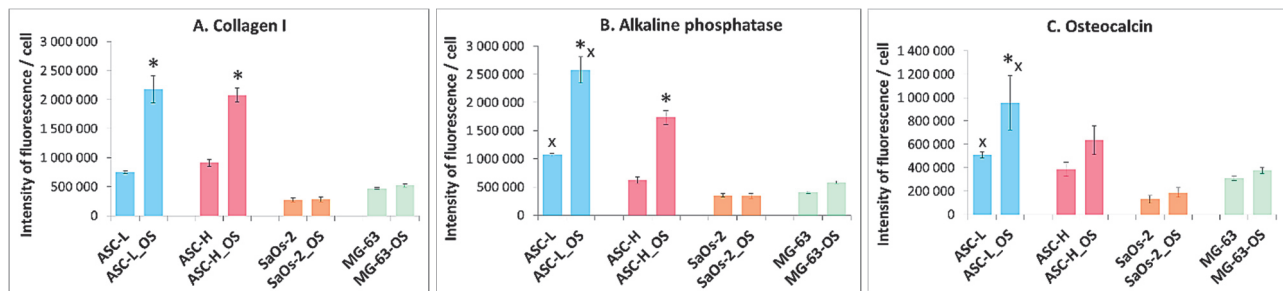 A. Collagen I
Intensity of fluorescence / cell
3 000 000
2 500 000
2 000 000
1 500 000
1 000 000
500 000
0
*
*
ASC-L
ASC-L_OS
ASC-H
ASC-H_OS
SaOs-2
SaOs-2_OS
MG-63
MG-63-OS
B. Alkaline phosphatase
Intensity of fluorescence / cell
3 000 000
2 500 000
2 000 000
1 500 000
1 000 000
500 000
0
x
* x
*
ASC-L
ASC-L_OS
ASC-H
ASC-H_OS
SaOs-2
SaOs-2_OS
MG-63
MG-63-OS
C. Osteocalcin
Intensity of fluorescence / cell
1 400 000
1 200 000
1 000 000
800 000
600 000
400 000
200 000
0
x
* x
ASC-L
ASC-L_OS
ASC-H
ASC-H_OS
SaOs-2
SaOs-2_OS
MG-63
MG-63-OS